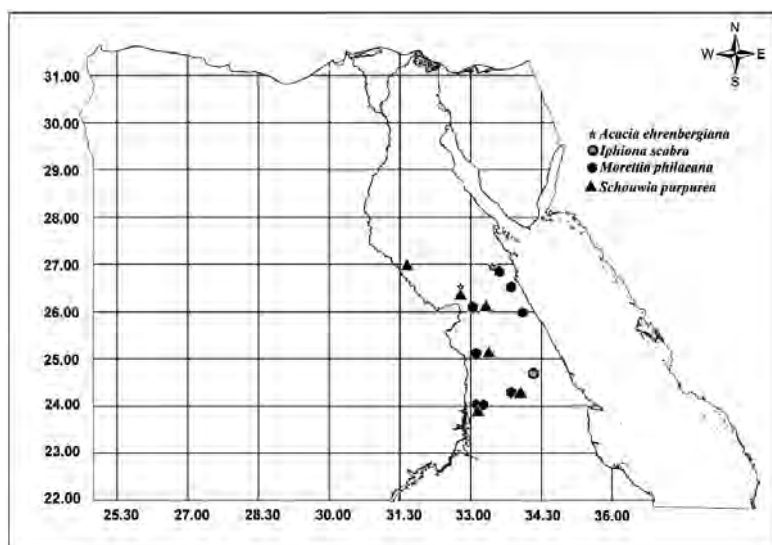 N
W E
S
31.00
30.00
29.00
28.00
27.00
26.00
25.00
24.00
23.00
22.00
Acacia ehrenbergiana
Iphiona scabra
Morettia philaeana
Schouwia purpurea
25.30 27.00 28.30 30.00 31.30 33.00 34.30 36.00